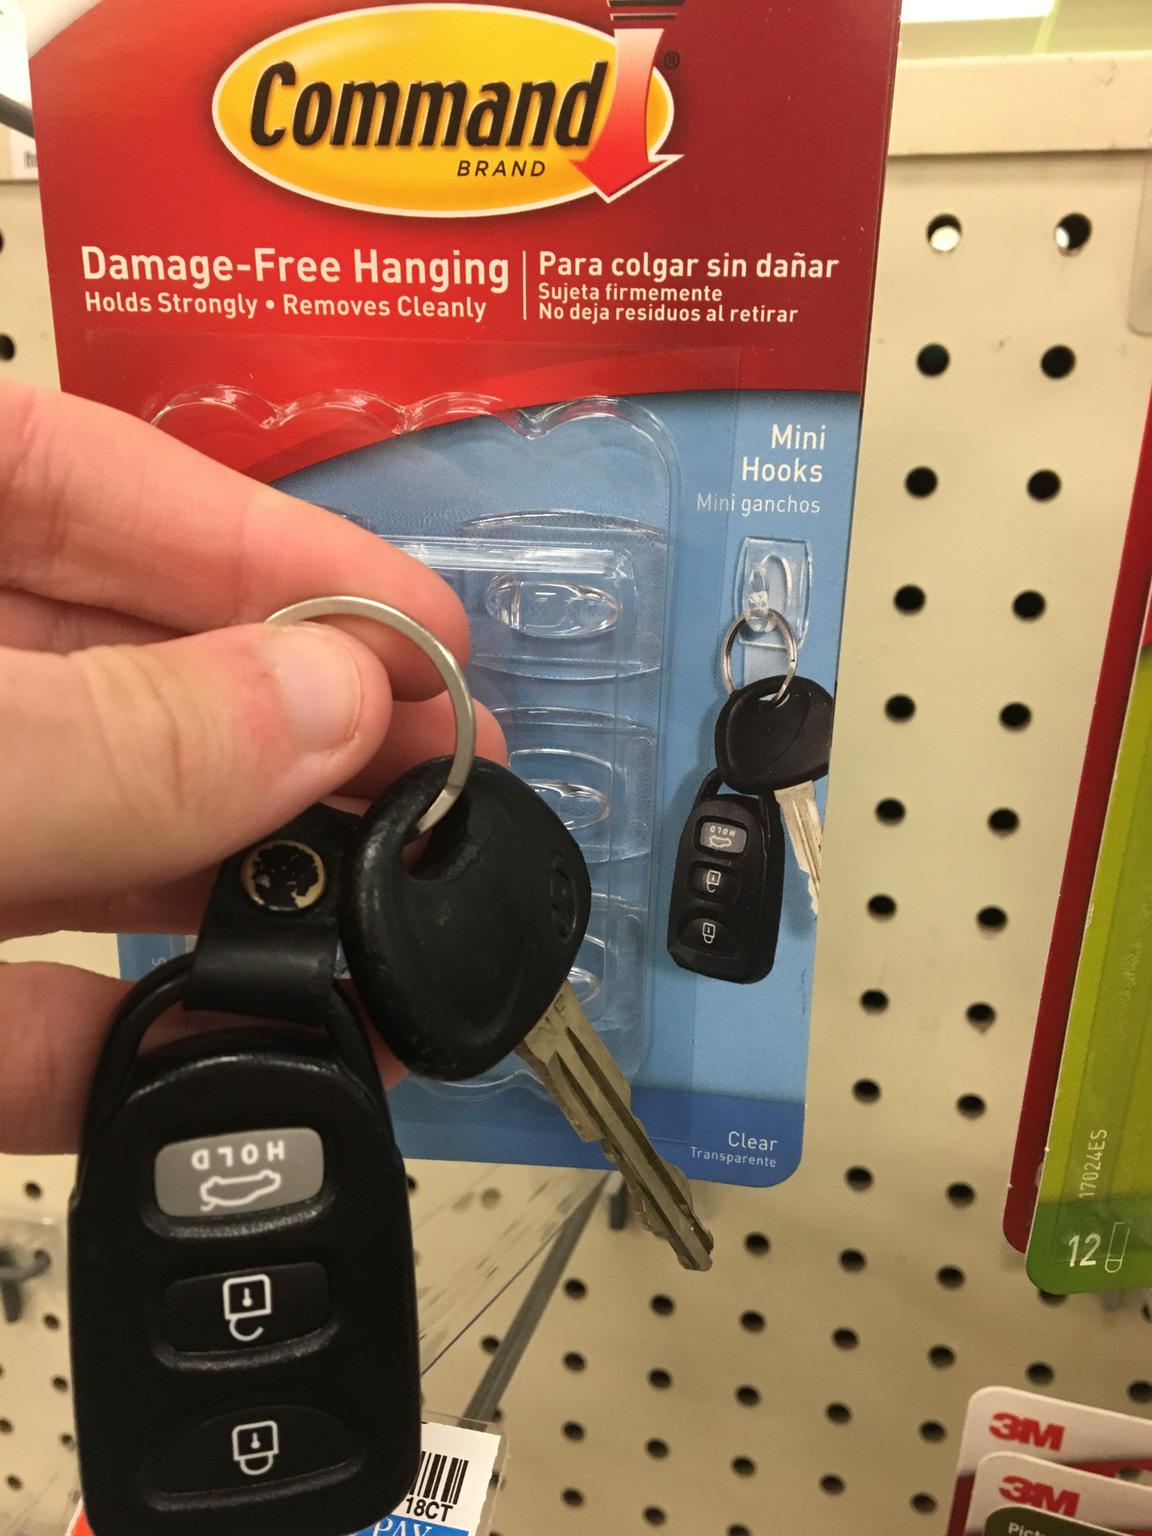 Command®
BRAND
Damage-Free Hanging
Holds Strongly • Removes Cleanly
Para colgar sin dañar
Sujeta firmemente
No deja residuos al retirar
Mini
Hooks
Mini ganchos
HOLD
HOLD
Clear
Transparente
17024ES
12
3M
3M
18CT
PAY